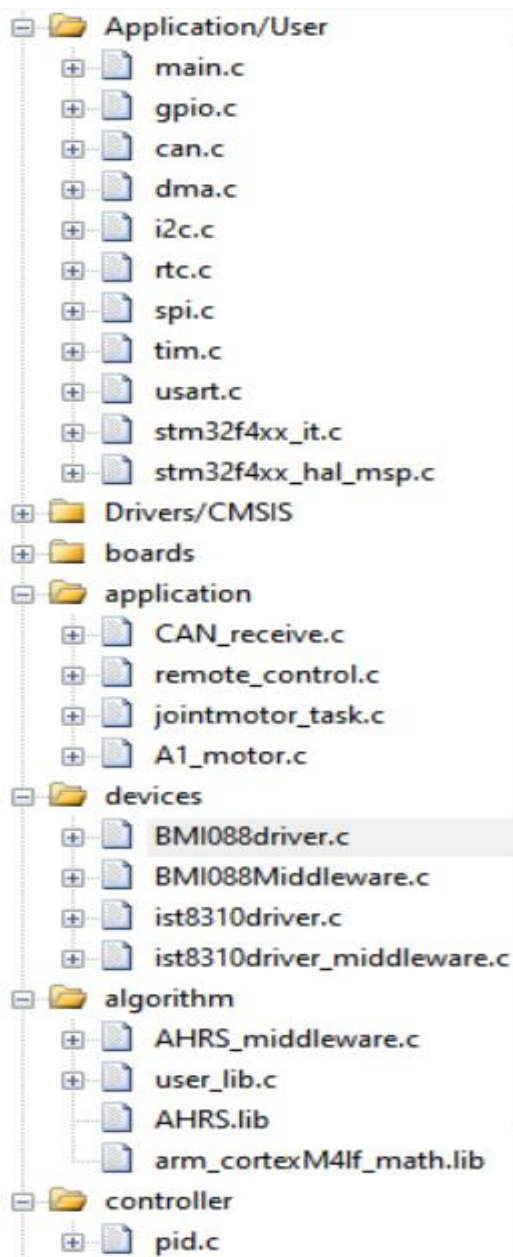 Application/User
main.c
gpio.c
can.c
dma.c
i2c.c
rtc.c
spi.c
tim.c
usart.c
stm32f4xx_it.c
stm32f4xx_hal_msp.c
Drivers/CMSIS
boards
application
CAN_receive.c
remote_control.c
jointmotor_task.c
A1_motor.c
devices
BMI088driver.c
BMI088Middleware.c
ist8310driver.c
ist8310driver_middleware.c
algorithm
AHRS_middleware.c
user_lib.c
AHRS.lib
arm_cortexM4lf_math.lib
controller
pid.c